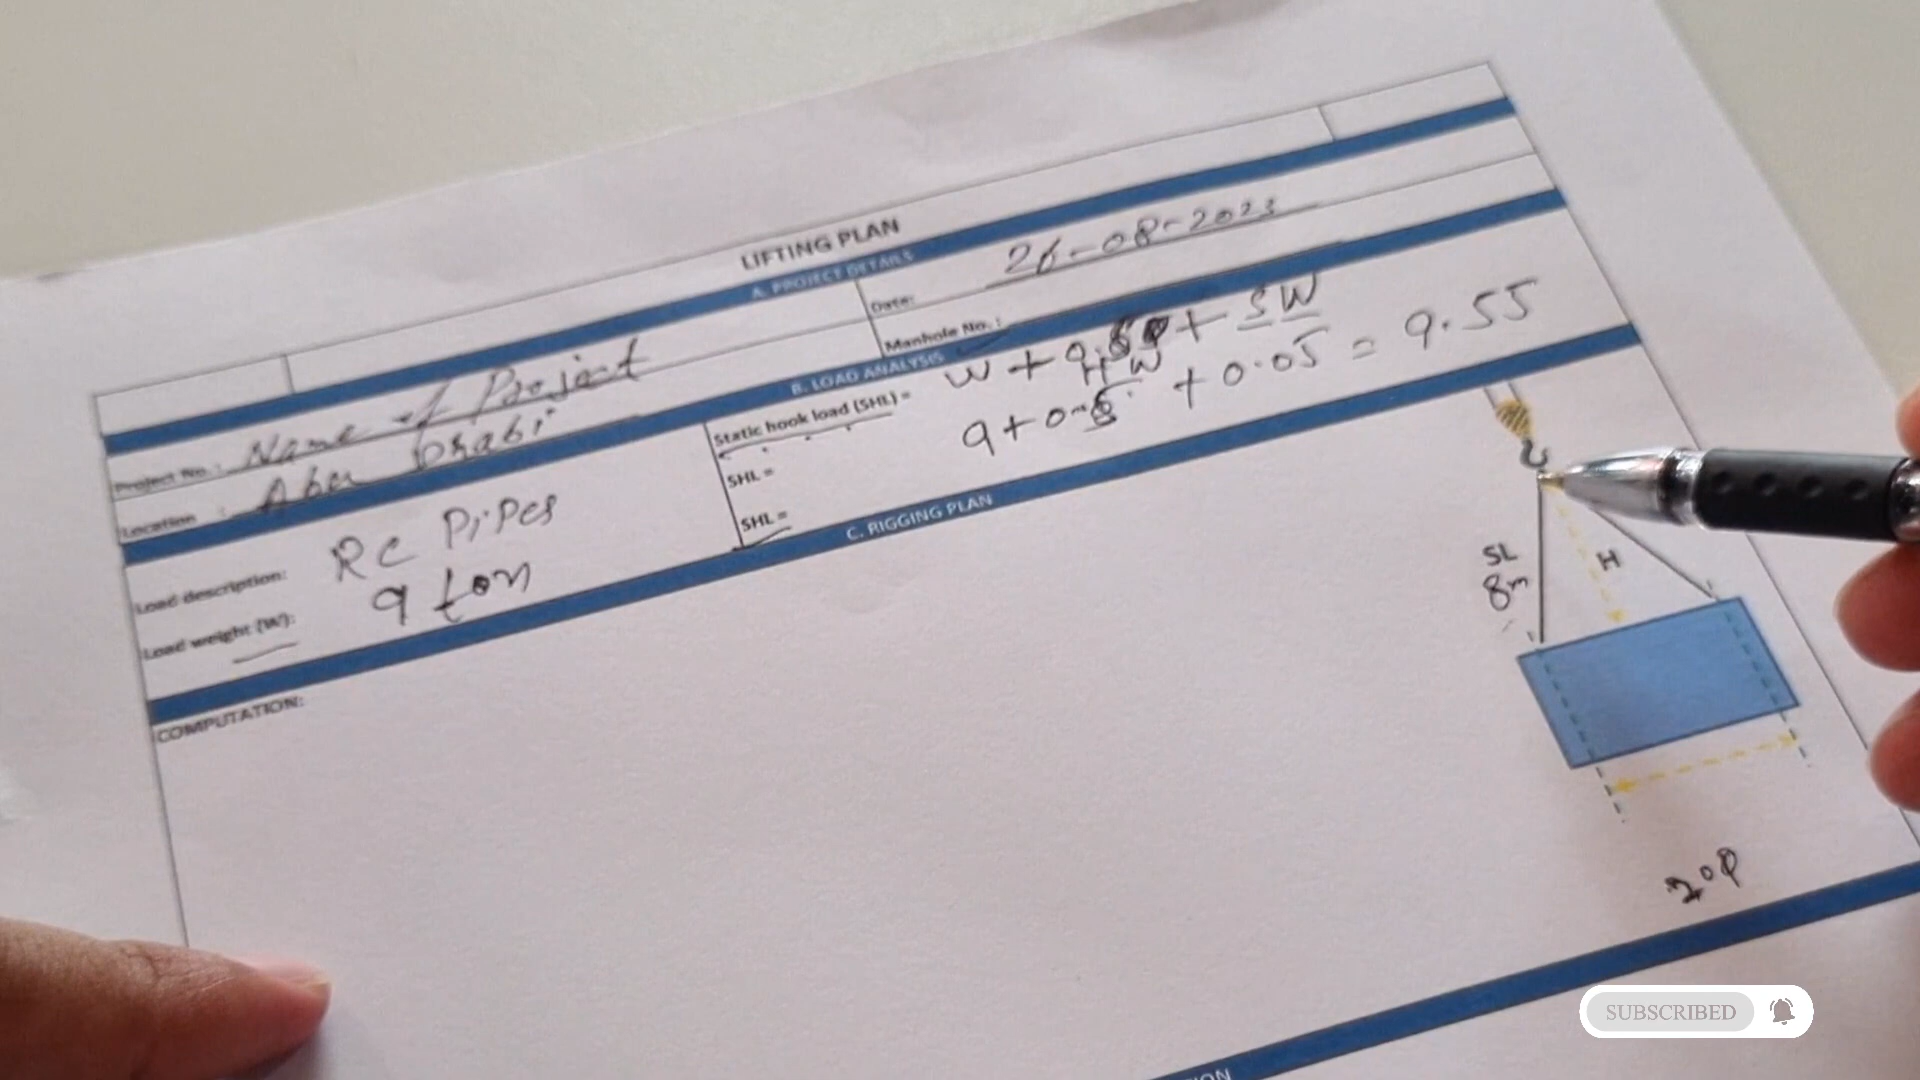 LIFTING PLAN
A. PROJECT DETAILS
Project No. : Name of Project
Date: 26-08-2023
Location : Abu Dhabi
Manhole No. :
B. LOAD ANALYSIS
Load description: RC Pipes
Static hook load (SHL) = W + HW + SW
SHL = 9 + 0.5 + 0.05 = 9.55
Load weight (W): 9 ton
SHL =
C. RIGGING PLAN
COMPUTATION:
SL
8m
H
SUBSCRIBED